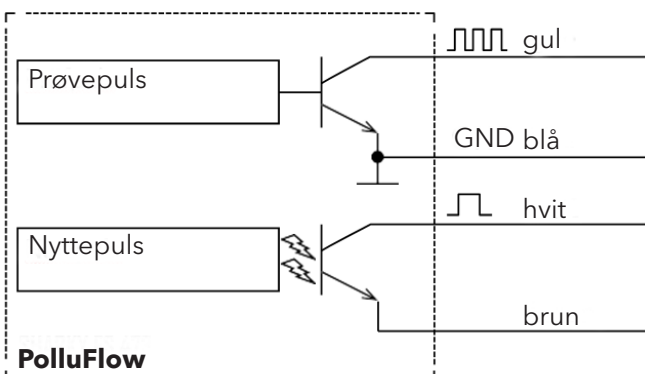 gul
Prøvepuls
GND blå
hvit
Nyttepuls
brun
PolluFlow